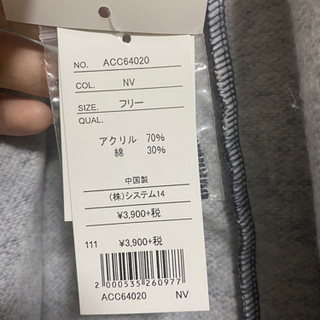 NO. ACC64020
COL. NV
SIZE. フリー
QUAL.
アクリル 70%
綿 30%
中国製
(株)システム14
¥3,900+税
111 ¥3,900+税
2 000535 260977
ACC64020 NV